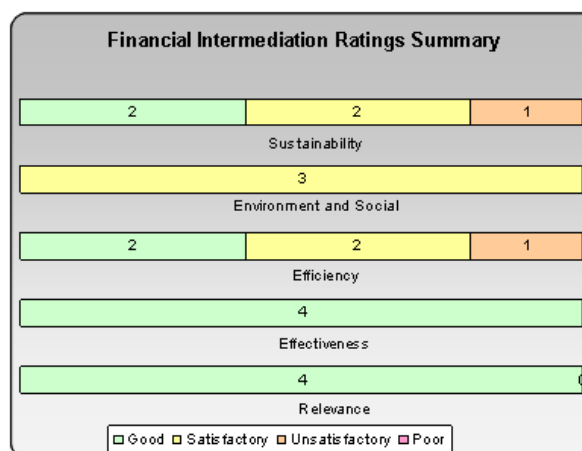 Financial Intermediation Ratings Summary
2 2 1
Sustainability
3
Environment and Social
2 2 1
Efficiency
4
Effectiveness
4
Relevance
Good Satisfactory Unsatisfactory Poor